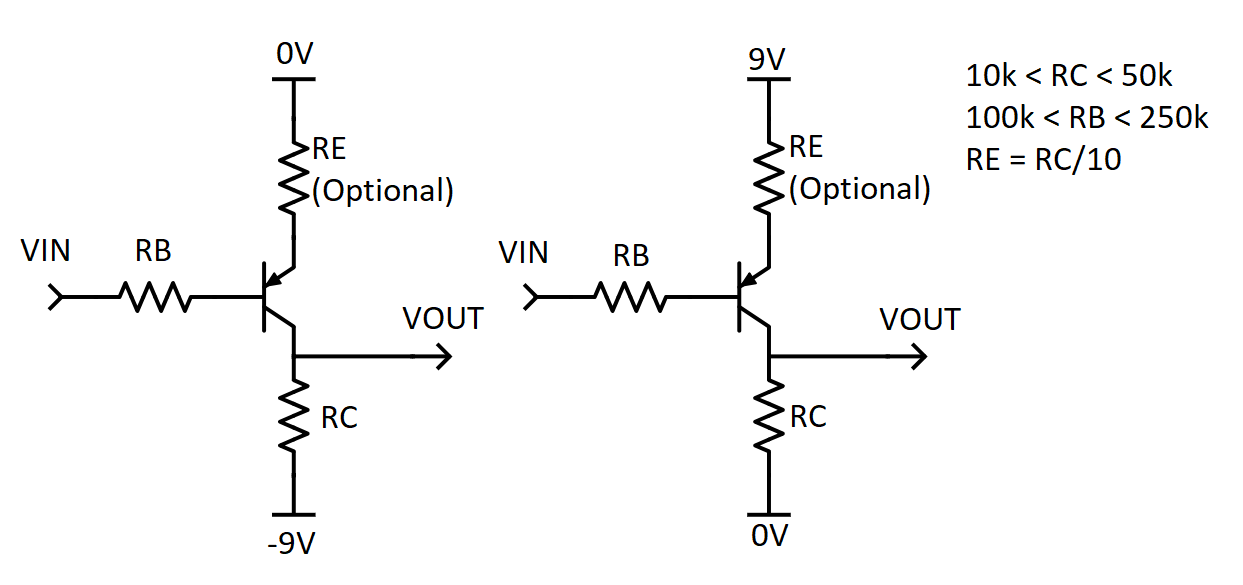 0V
RE
(Optional)
VIN
RB
VOUT
RC
-9V
9V
RE
(Optional)
VIN
RB
VOUT
RC
0V
10k < RC < 50k
100k < RB < 250k
RE = RC/10